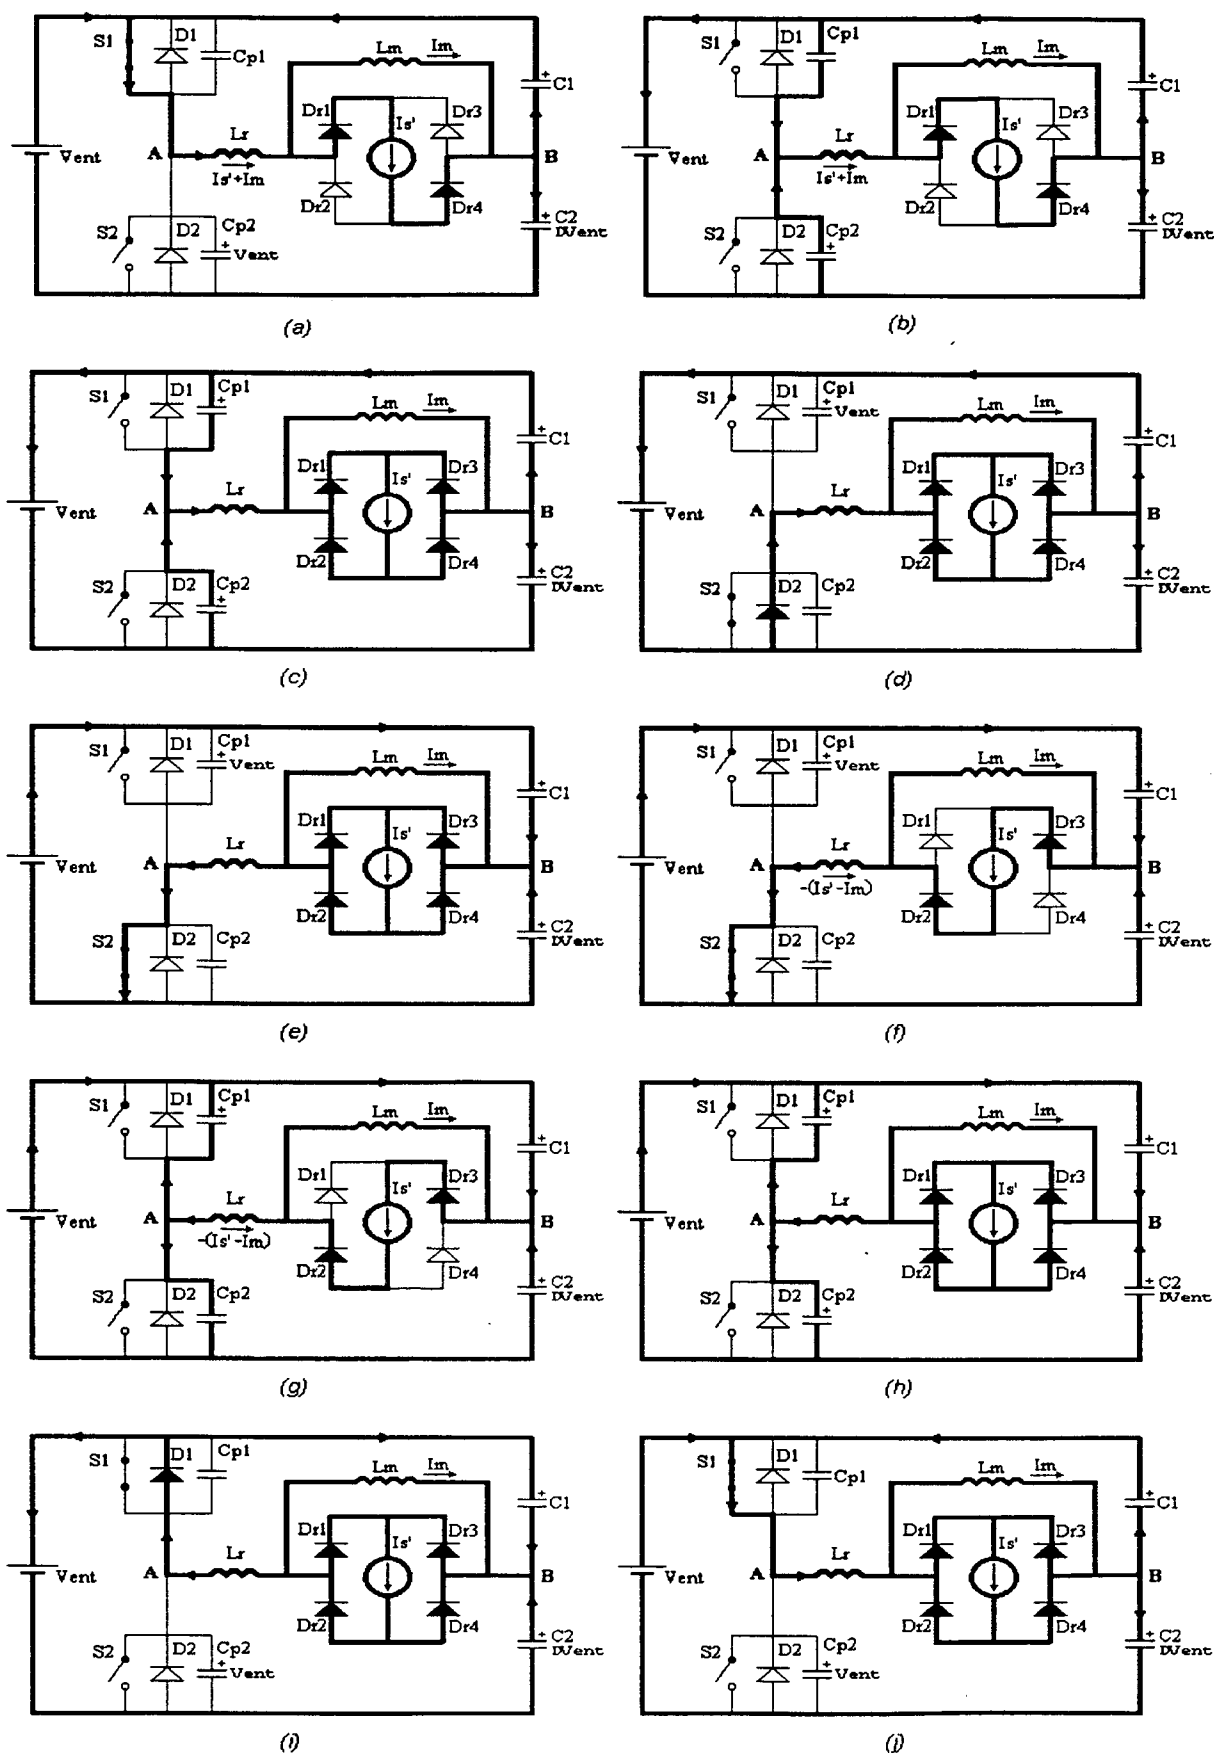 S1 D1 Cp1 Lm Im C1
Vent A Lr Is'+Im Dr1 Is' Dr3 Dr2 Dr4 B
S2 D2 Cp2 Vent C2 DVent
(a)
S1 D1 Cp1 Lm Im C1
Vent A Lr Is'+Im Dr1 Is' Dr3 Dr2 Dr4 B
S2 D2 Cp2 C2 DVent
(b)
S1 D1 Cp1 Lm Im C1
Vent A Lr Dr1 Is' Dr3 Dr2 Dr4 B
S2 D2 Cp2 C2 DVent
(c)
S1 D1 Cp1 Vent Lm Im C1
Vent A Lr Dr1 Is' Dr3 Dr2 Dr4 B
S2 D2 Cp2 C2 DVent
(d)
S1 D1 Cp1 Vent Lm Im C1
Vent A Lr Dr1 Is' Dr3 Dr2 Dr4 B
S2 D2 Cp2 C2 DVent
(e)
S1 D1 Cp1 Vent Lm Im C1
Vent A Lr -(Is'-Im) Dr1 Is' Dr3 Dr2 Dr4 B
S2 D2 Cp2 C2 DVent
(f)
S1 D1 Cp1 Lm Im C1
Vent A Lr -(Is'-Im) Dr1 Is' Dr3 Dr2 Dr4 B
S2 D2 Cp2 C2 DVent
(g)
S1 D1 Cp1 Lm Im C1
Vent A Lr Dr1 Is' Dr3 Dr2 Dr4 B
S2 D2 Cp2 C2 DVent
(h)
S1 D1 Cp1 Lm Im C1
Vent A Lr Dr1 Is' Dr3 Dr2 Dr4 B
S2 D2 Cp2 Vent C2 DVent
(i)
S1 D1 Cp1 Lm Im C1
Vent A Lr Dr1 Is' Dr3 Dr2 Dr4 B
S2 D2 Cp2 Vent C2 DVent
(j)